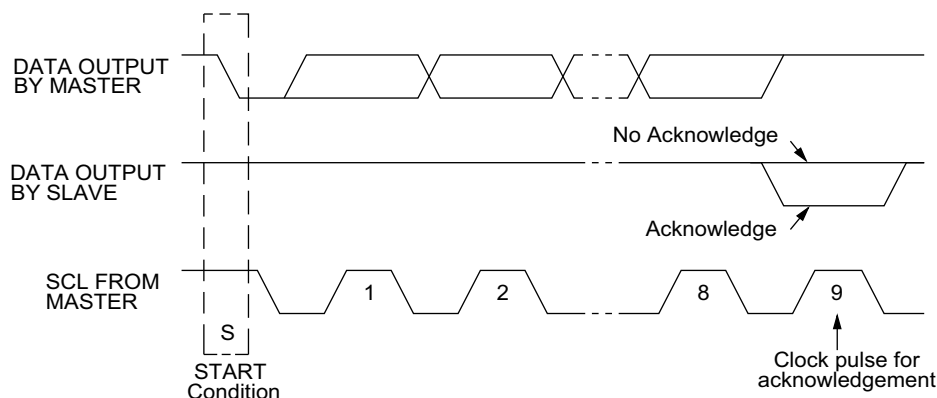 DATA OUTPUT
BY MASTER
No Acknowledge
DATA OUTPUT
BY SLAVE
Acknowledge
SCL FROM
MASTER
1
2
8
9
S
START
Condition
Clock pulse for
acknowledgement